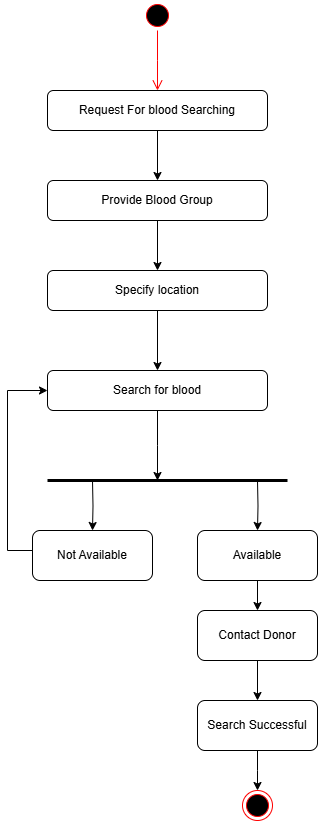 Request For blood Searching
Provide Blood Group
Specify location
Search for blood
Not Available
Available
Contact Donor
Search Successful